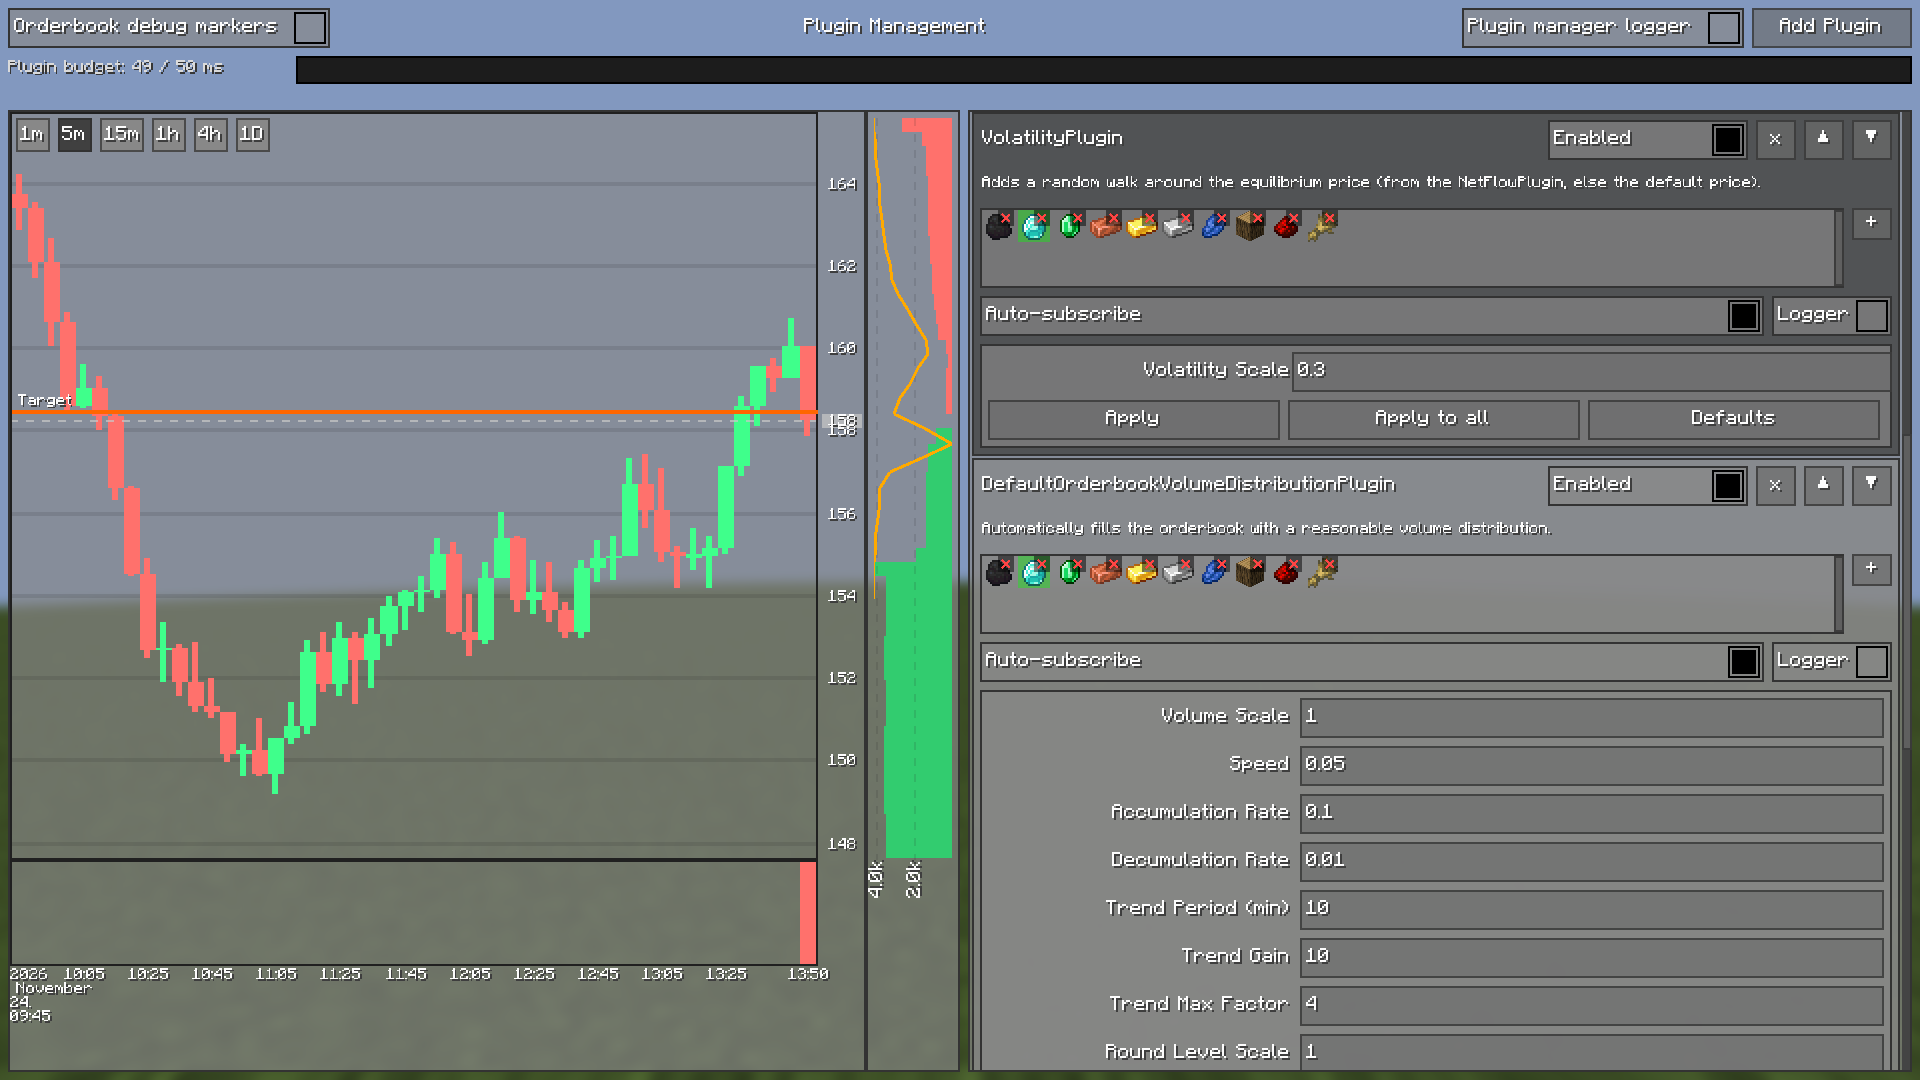 Orderbook debug markers
Plugin Management
Plugin manager logger
Add Plugin
Plugin budget: 49 / 50 ms
1m 5m 15m 1h 4h 1D
164
162
160
Target
158
156
154
152
150
148
4.0k 2.0k
2026 10:05 10:25 10:45 11:05 11:25 11:45 12:05 12:25 12:45 13:05 13:25 13:50
November
24.
09:45
VolatilityPlugin
Enabled
x ▲ ▼
Adds a random walk around the equilibrium price (from the NetFlowPlugin, else the default price).
+
Auto-subscribe
Logger
Volatility Scale 0.3
Apply
Apply to all
Defaults
DefaultOrderbookVolumeDistributionPlugin
Enabled
x ▲ ▼
Automatically fills the orderbook with a reasonable volume distribution.
+
Auto-subscribe
Logger
Volume Scale 1
Speed 0.05
Accumulation Rate 0.1
Decumulation Rate 0.01
Trend Period (min) 10
Trend Gain 10
Trend Max Factor 4
Round Level Scale 1